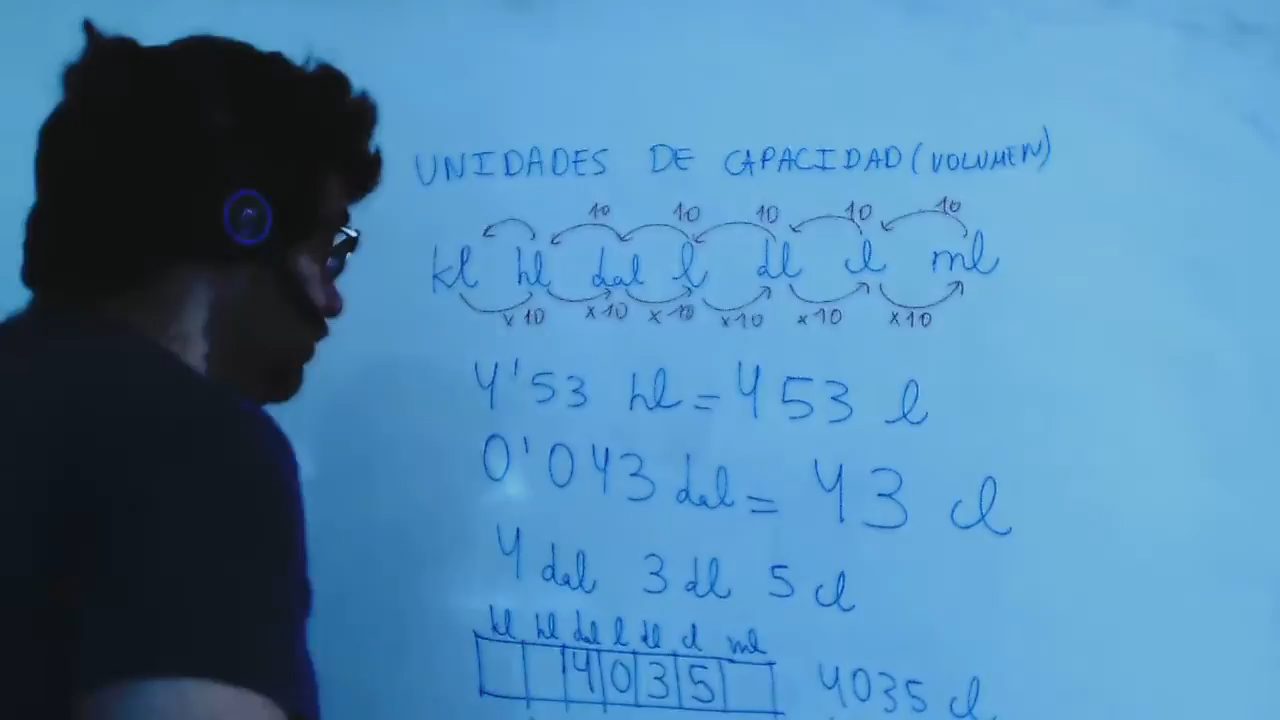 UNIDADES DE CAPACIDAD (VOLUMEN)
10 10 10 10 10
kl hl dal l dl cl ml
x10 x10 x10 x10 x10 x10
4'53 hl = 453 l
0'043 dal = 43 cl
4 dal 3 dl 5 cl
kl hl dal l dl cl ml
4 0 3 5 4035 cl